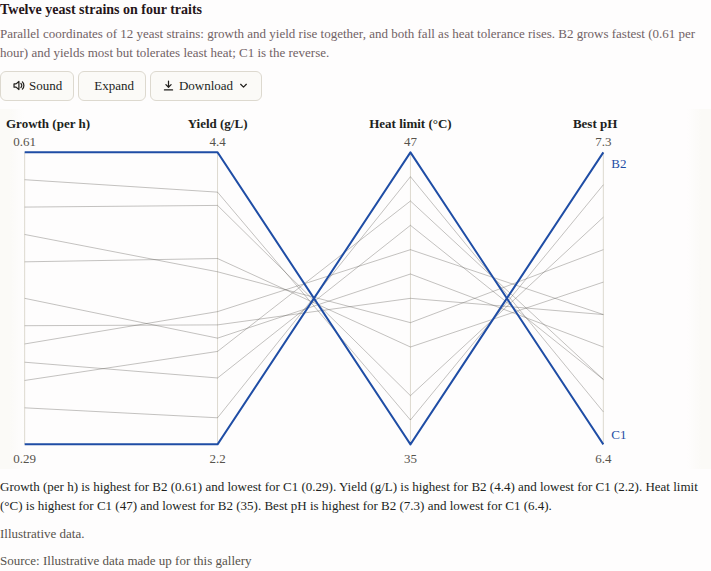 Twelve yeast strains on four traits
Parallel coordinates of 12 yeast strains: growth and yield rise together, and both fall as heat tolerance rises. B2 grows fastest (0.61 per
hour) and yields most but tolerates least heat; C1 is the reverse.
Sound Expand Download
Growth (per h) Yield (g/L) Heat limit (°C) Best pH
0.61 4.4 47 7.3
B2
C1
0.29 2.2 35 6.4
Growth (per h) is highest for B2 (0.61) and lowest for C1 (0.29). Yield (g/L) is highest for B2 (4.4) and lowest for C1 (2.2). Heat limit
(°C) is highest for C1 (47) and lowest for B2 (35). Best pH is highest for B2 (7.3) and lowest for C1 (6.4).
Illustrative data.
Source: Illustrative data made up for this gallery